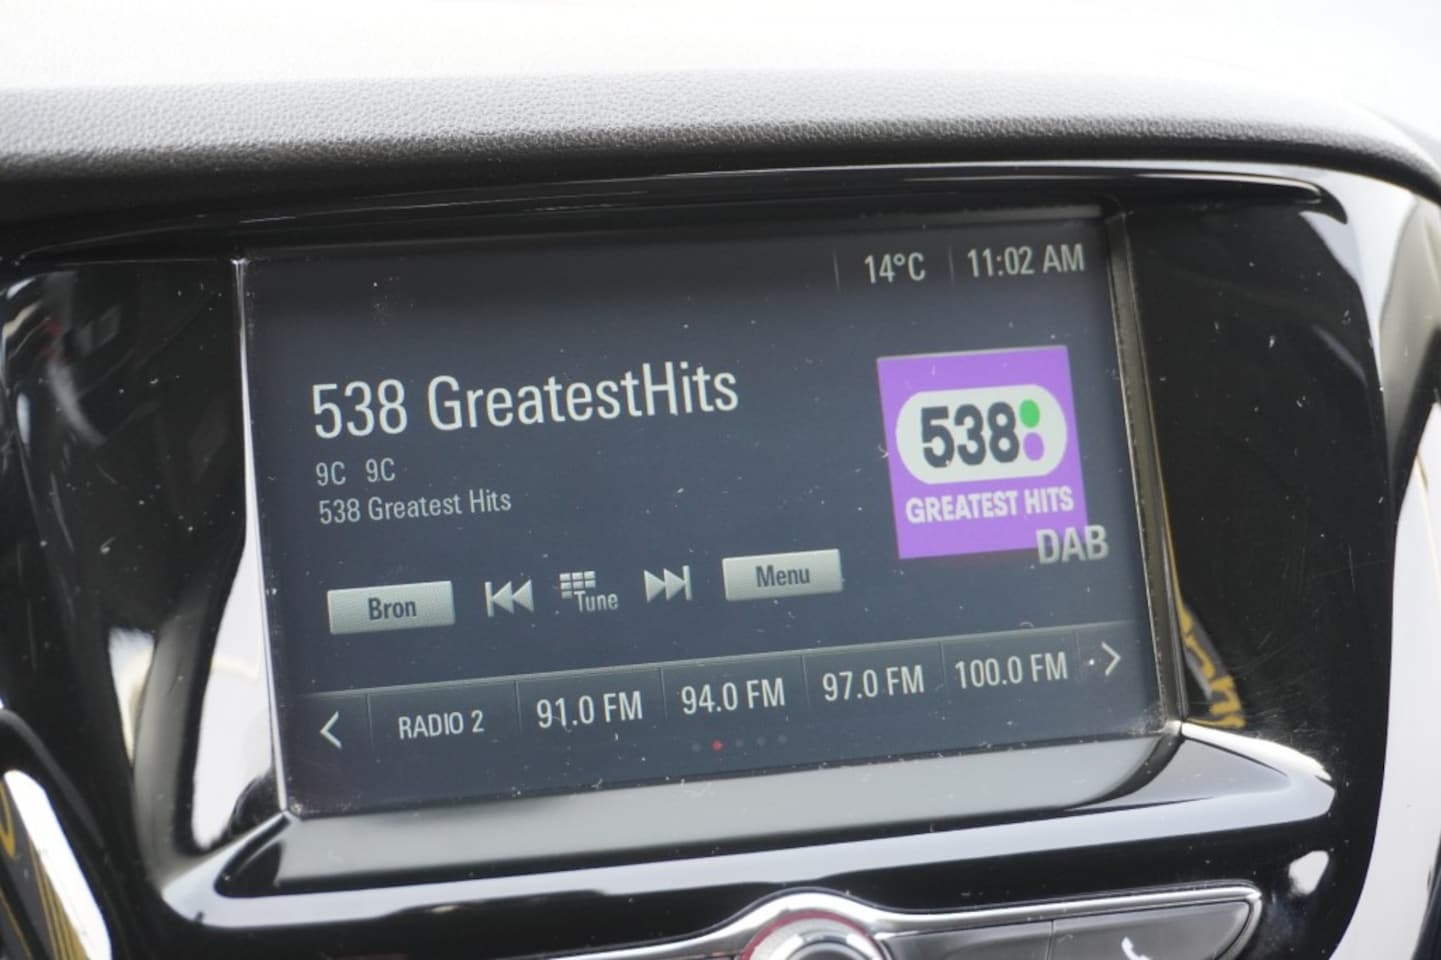 14°C 11:02 AM
538 GreatestHits
9C 9C
538 Greatest Hits
538
GREATEST HITS
DAB
Bron Tune Menu
RADIO 2 91.0 FM 94.0 FM 97.0 FM 100.0 FM